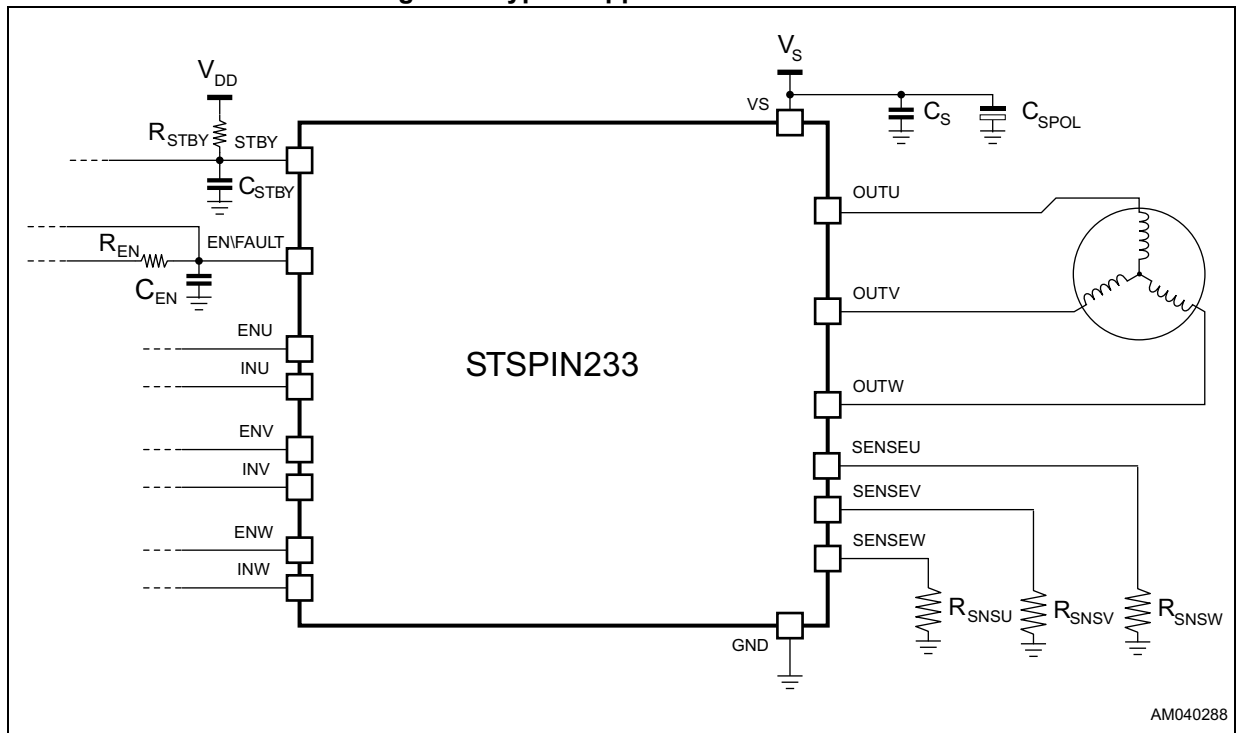 V_S
V_DD
VS
R_STBY STBY
C_S C_SPOL
C_STBY
OUTU
R_EN EN\FAULT
C_EN
OUTV
ENU
INU
STSPIN233
OUTW
ENV
SENSEU
INV
SENSEV
ENW
SENSEW
INW
R_SNSU R_SNSV R_SNSW
GND
AM040288